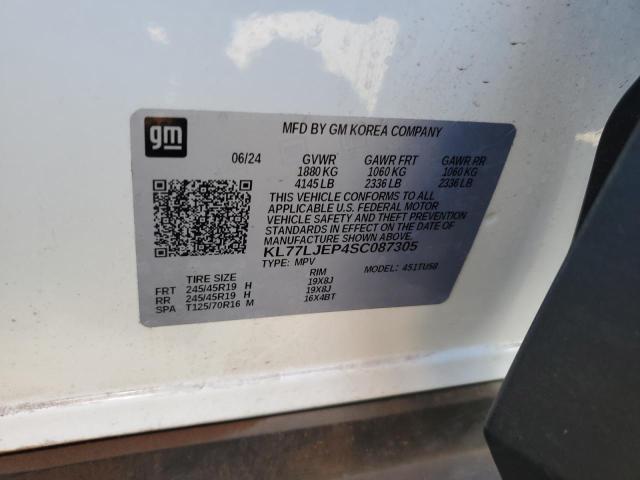 gm
MFD BY GM KOREA COMPANY
06/24 GVWR GAWR FRT GAWR RR
1880 KG 1060 KG 1060 KG
4145 LB 2336 LB 2336 LB
THIS VEHICLE CONFORMS TO ALL
APPLICABLE U.S. FEDERAL MOTOR
VEHICLE SAFETY AND THEFT PREVENTION
STANDARDS IN EFFECT ON THE DATE OF
MANUFACTURE SHOWN ABOVE.
KL77LJEP4SC087305
TYPE: MPV MODEL: 4S1TU58
TIRE SIZE RIM
FRT 245/45R19 H 19X8J
RR 245/45R19 H 19X8J
SPA T125/70R16 M 16X4BT